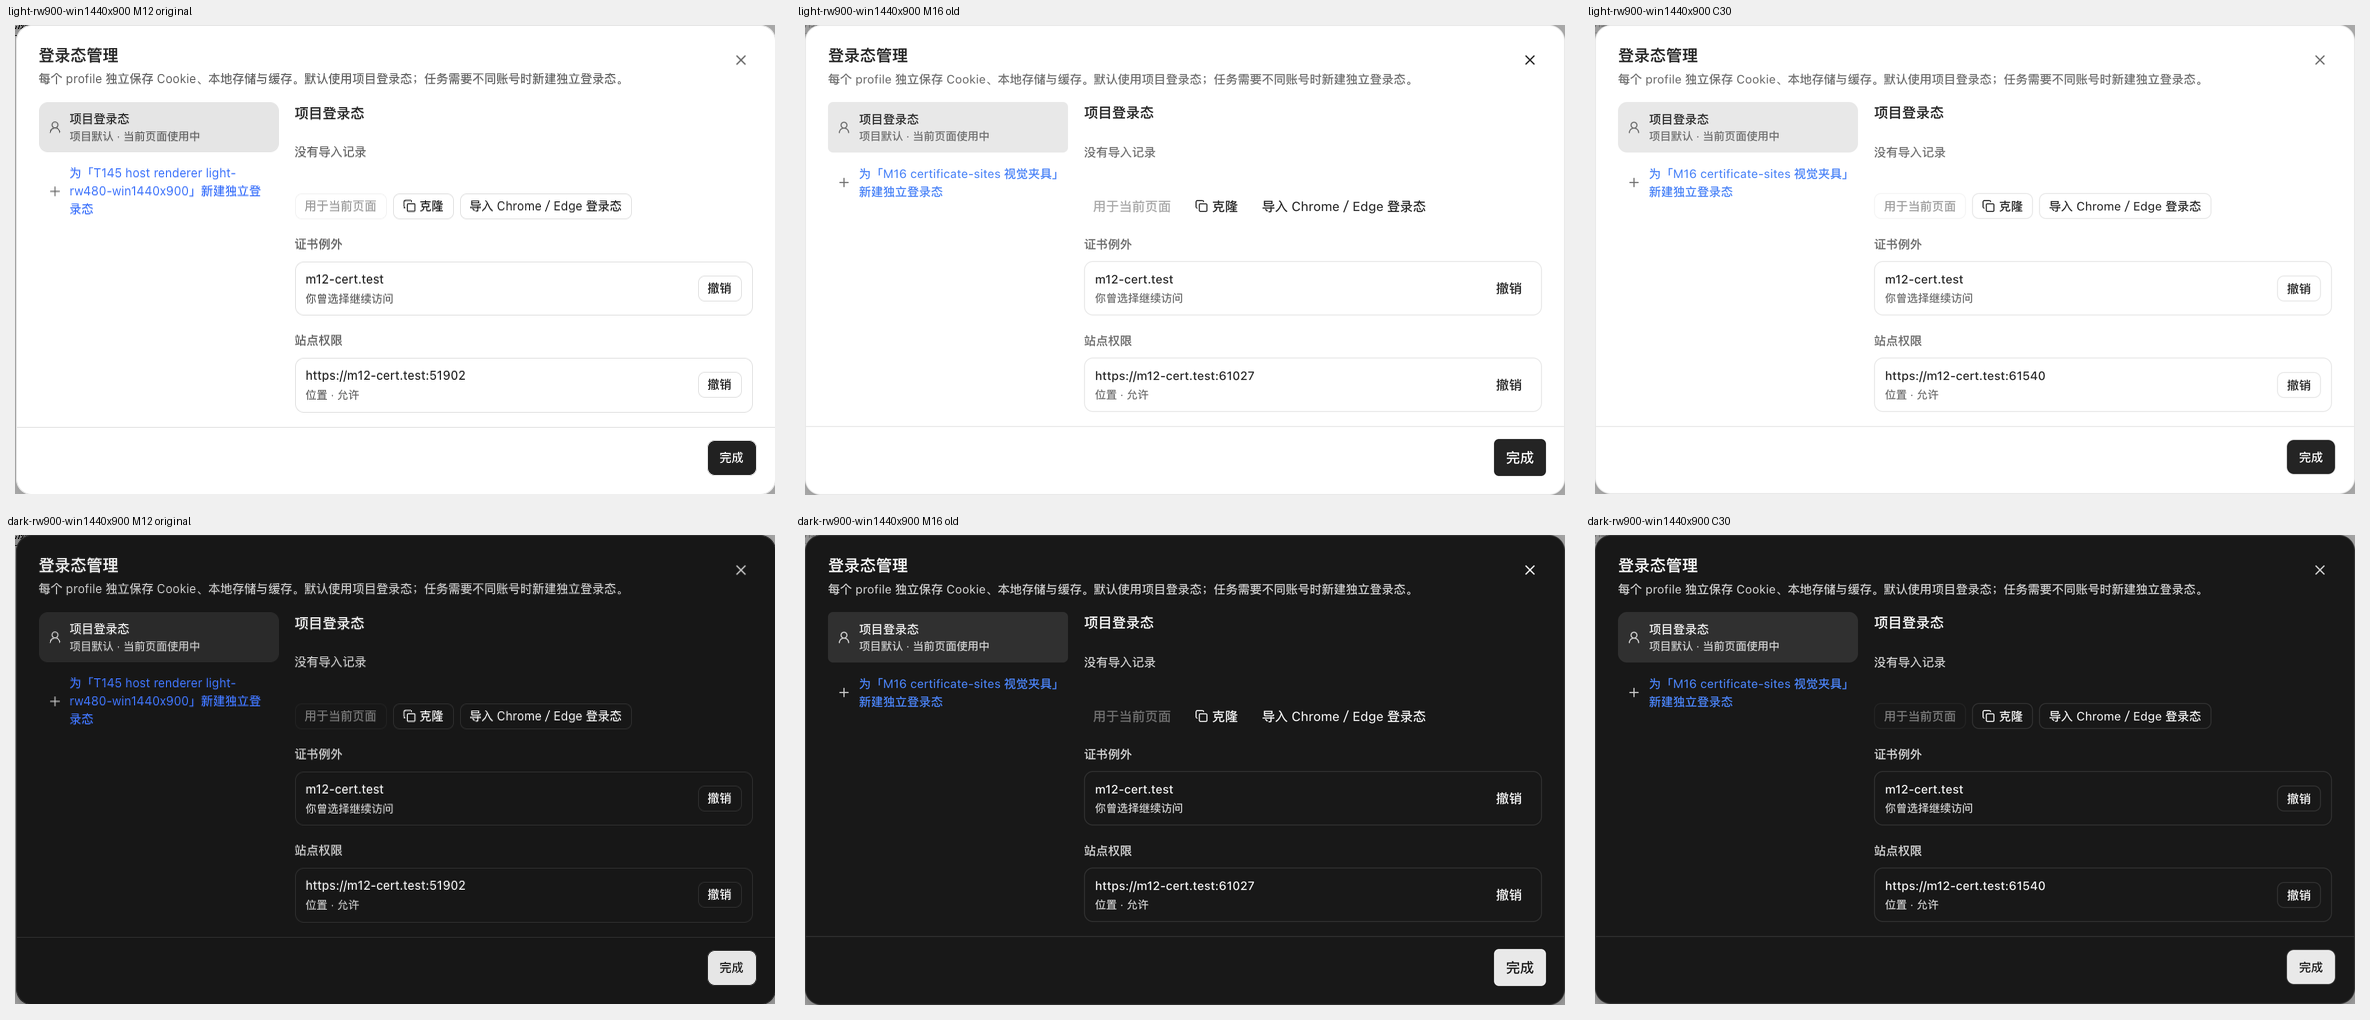 light-rw900-win1440x900 M12 original
登录态管理
每个 profile 独立保存 Cookie、本地存储与缓存。默认使用项目登录态；任务需要不同账号时新建独立登录态。
项目登录态
项目默认 · 当前页面使用中
为「T145 host renderer light-
rw480-win1440x900」新建独立登
录态
项目登录态
没有导入记录
用于当前页面
克隆
导入 Chrome / Edge 登录态
证书例外
m12-cert.test
你曾选择继续访问
撤销
站点权限
https://m12-cert.test:51902
位置 · 允许
撤销
完成
light-rw900-win1440x900 M16 old
登录态管理
每个 profile 独立保存 Cookie、本地存储与缓存。默认使用项目登录态；任务需要不同账号时新建独立登录态。
项目登录态
项目默认 · 当前页面使用中
为「M16 certificate-sites 视觉夹具」
新建独立登录态
项目登录态
没有导入记录
用于当前页面
克隆
导入 Chrome / Edge 登录态
证书例外
m12-cert.test
你曾选择继续访问
撤销
站点权限
https://m12-cert.test:61027
位置 · 允许
撤销
完成
light-rw900-win1440x900 C30
登录态管理
每个 profile 独立保存 Cookie、本地存储与缓存。默认使用项目登录态；任务需要不同账号时新建独立登录态。
项目登录态
项目默认 · 当前页面使用中
为「M16 certificate-sites 视觉夹具」
新建独立登录态
项目登录态
没有导入记录
用于当前页面
克隆
导入 Chrome / Edge 登录态
证书例外
m12-cert.test
你曾选择继续访问
撤销
站点权限
https://m12-cert.test:61540
位置 · 允许
撤销
完成
dark-rw900-win1440x900 M12 original
登录态管理
每个 profile 独立保存 Cookie、本地存储与缓存。默认使用项目登录态；任务需要不同账号时新建独立登录态。
项目登录态
项目默认 · 当前页面使用中
为「T145 host renderer light-
rw480-win1440x900」新建独立登
录态
项目登录态
没有导入记录
用于当前页面
克隆
导入 Chrome / Edge 登录态
证书例外
m12-cert.test
你曾选择继续访问
撤销
站点权限
https://m12-cert.test:51902
位置 · 允许
撤销
完成
dark-rw900-win1440x900 M16 old
登录态管理
每个 profile 独立保存 Cookie、本地存储与缓存。默认使用项目登录态；任务需要不同账号时新建独立登录态。
项目登录态
项目默认 · 当前页面使用中
为「M16 certificate-sites 视觉夹具」
新建独立登录态
项目登录态
没有导入记录
用于当前页面
克隆
导入 Chrome / Edge 登录态
证书例外
m12-cert.test
你曾选择继续访问
撤销
站点权限
https://m12-cert.test:61027
位置 · 允许
撤销
完成
dark-rw900-win1440x900 C30
登录态管理
每个 profile 独立保存 Cookie、本地存储与缓存。默认使用项目登录态；任务需要不同账号时新建独立登录态。
项目登录态
项目默认 · 当前页面使用中
为「M16 certificate-sites 视觉夹具」
新建独立登录态
项目登录态
没有导入记录
用于当前页面
克隆
导入 Chrome / Edge 登录态
证书例外
m12-cert.test
你曾选择继续访问
撤销
站点权限
https://m12-cert.test:61540
位置 · 允许
撤销
完成